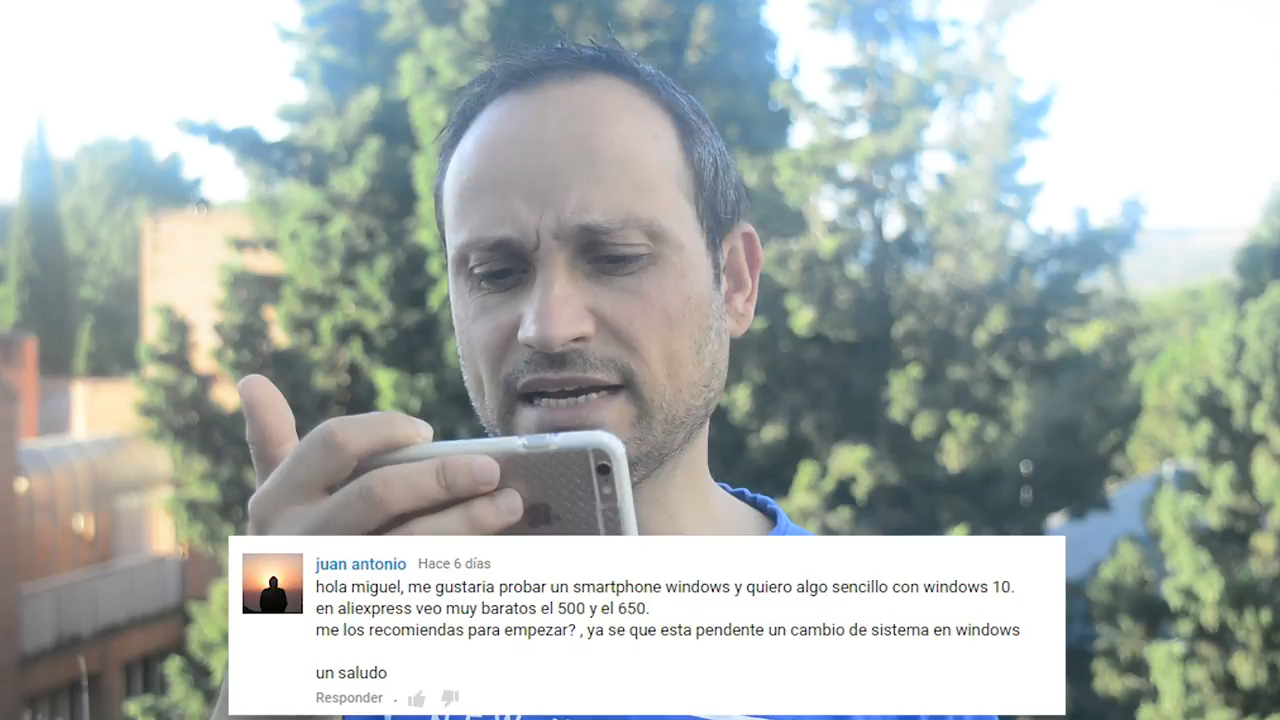 juan antonio Hace 6 días
hola miguel, me gustaria probar un smartphone windows y quiero algo sencillo con windows 10.
en aliexpress veo muy baratos el 500 y el 650.
me los recomiendas para empezar? , ya se que esta pendente un cambio de sistema en windows
un saludo
Responder .
NEW